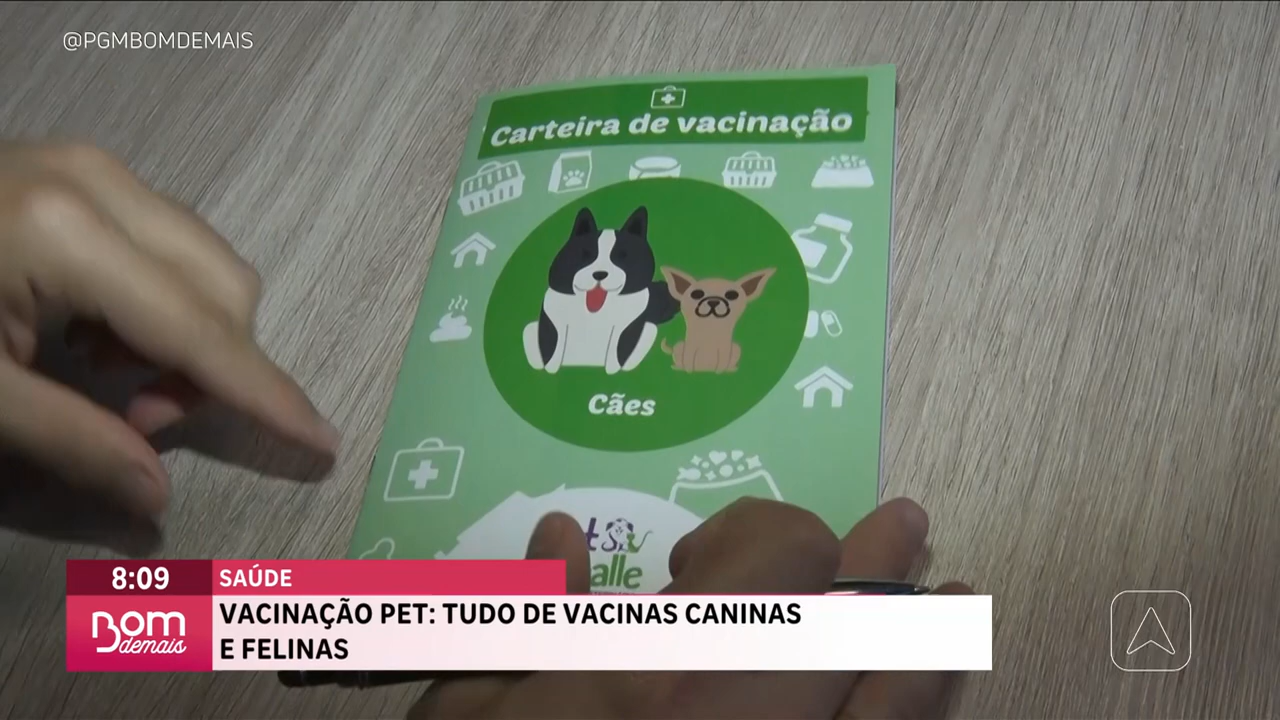 @PGMBOMDEMAIS
Carteira de vacinação
Cães
8:09
SAÚDE
Bom
demais
VACINAÇÃO PET: TUDO DE VACINAS CANINAS
E FELINAS